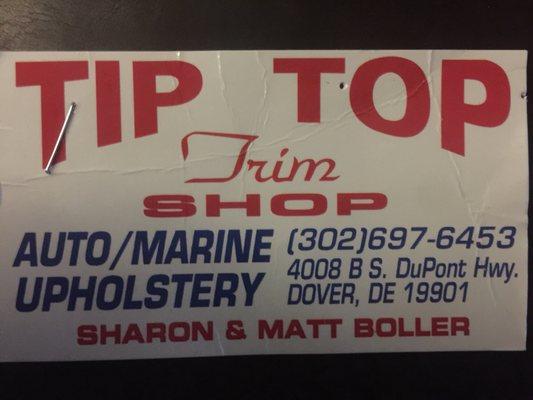 TIP TOP
Trim
SHOP
AUTO/MARINE
UPHOLSTERY
(302)697-6453
4008 B S. DuPont Hwy.
DOVER, DE 19901
SHARON & MATT BOLLER